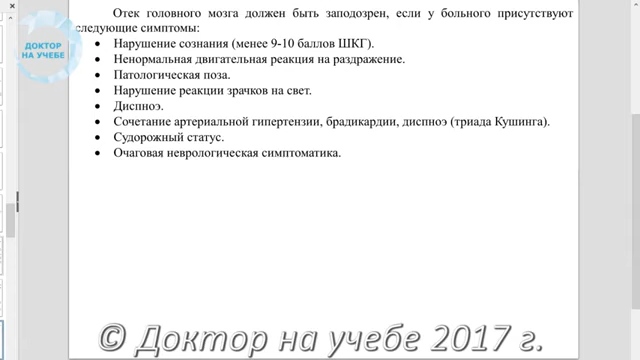 Отек головного мозга должен быть заподозрен, если у больного присутствуют
следующие симптомы:
ДОКТОР
НА УЧЕБЕ
• Нарушение сознания (менее 9-10 баллов ШКГ).
• Ненормальная двигательная реакция на раздражение.
• Патологическая поза.
• Нарушение реакции зрачков на свет.
• Диспноэ.
• Сочетание артериальной гипертензии, брадикардии, диспноэ (триада Кушинга).
• Судорожный статус.
• Очаговая неврологическая симптоматика.
© Доктор на учебе 2017 г.